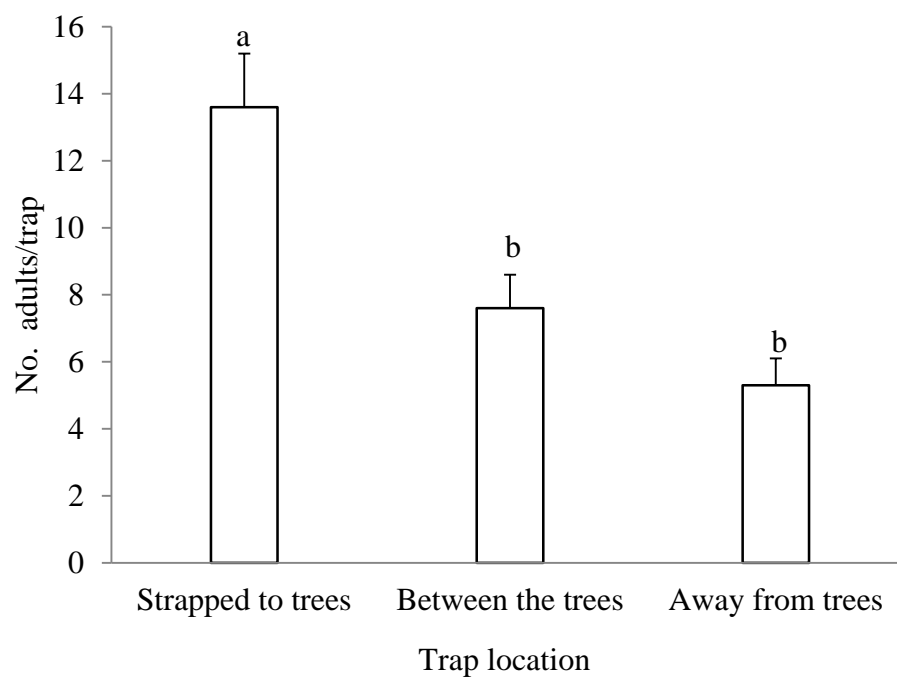 16
14
12
10
8
6
4
2
0
No. adults/trap
a
b
b
Strapped to trees Between the trees Away from trees
Trap location